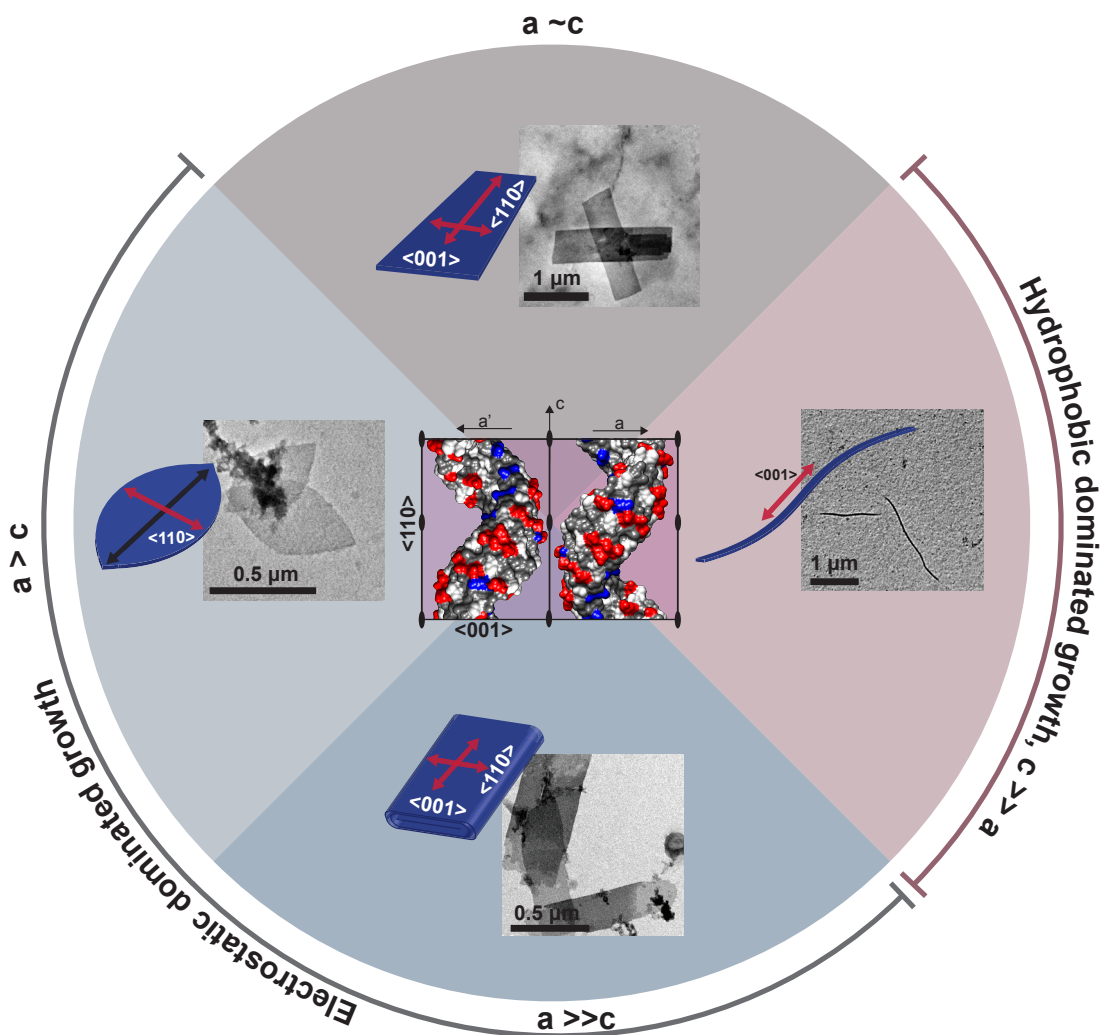 a ~c
<110>
<001>
1 μm
Hydrophobic dominated growth, c >> a
a'
c
a
<110>
<001>
<001>
1 μm
a > c
<110>
0.5 μm
Electrostatic dominated growth
<110>
<001>
0.5 μm
a >>c